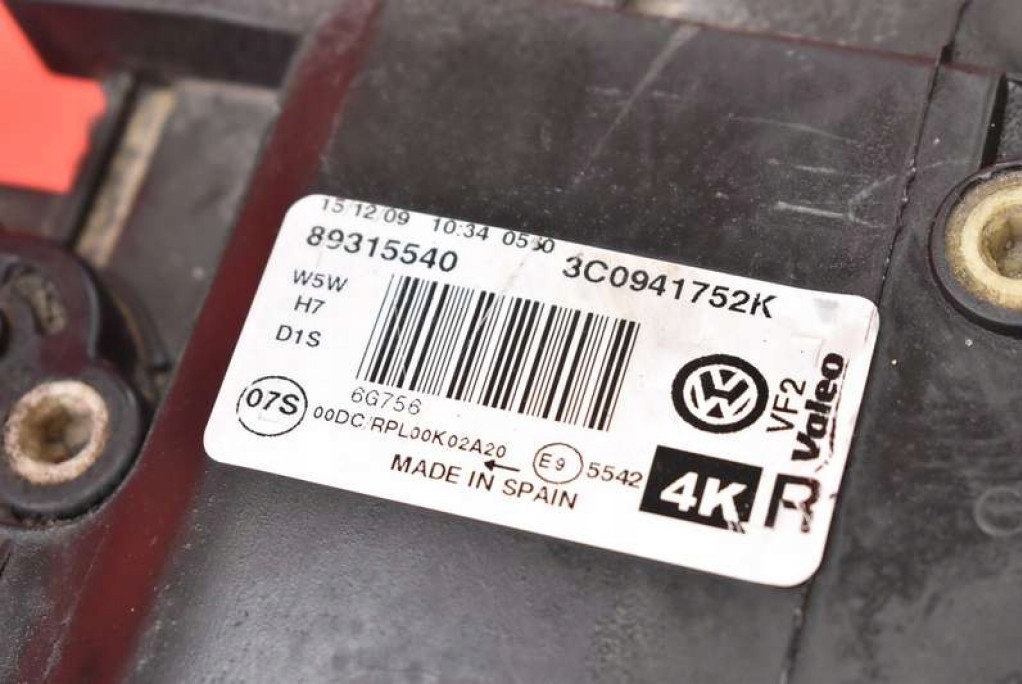 15/12/09 10:34 0530
89315540 3C0941752K
W5W
H7
D1S
6G756
07S 00DC/RPL00K02A20
E9 5542
MADE IN SPAIN
VW
VF2
Valeo
4K R